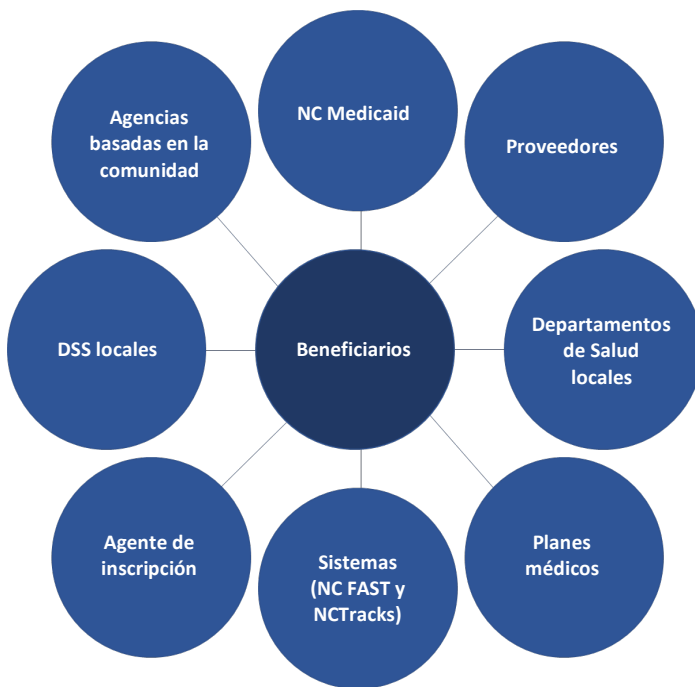 NC Medicaid
Agencias
basadas en la
comunidad
Proveedores
DSS locales
Beneficiarios
Departamentos
de Salud
locales
Agente de
inscripción
Sistemas
(NC FAST y
NCTracks)
Planes
médicos